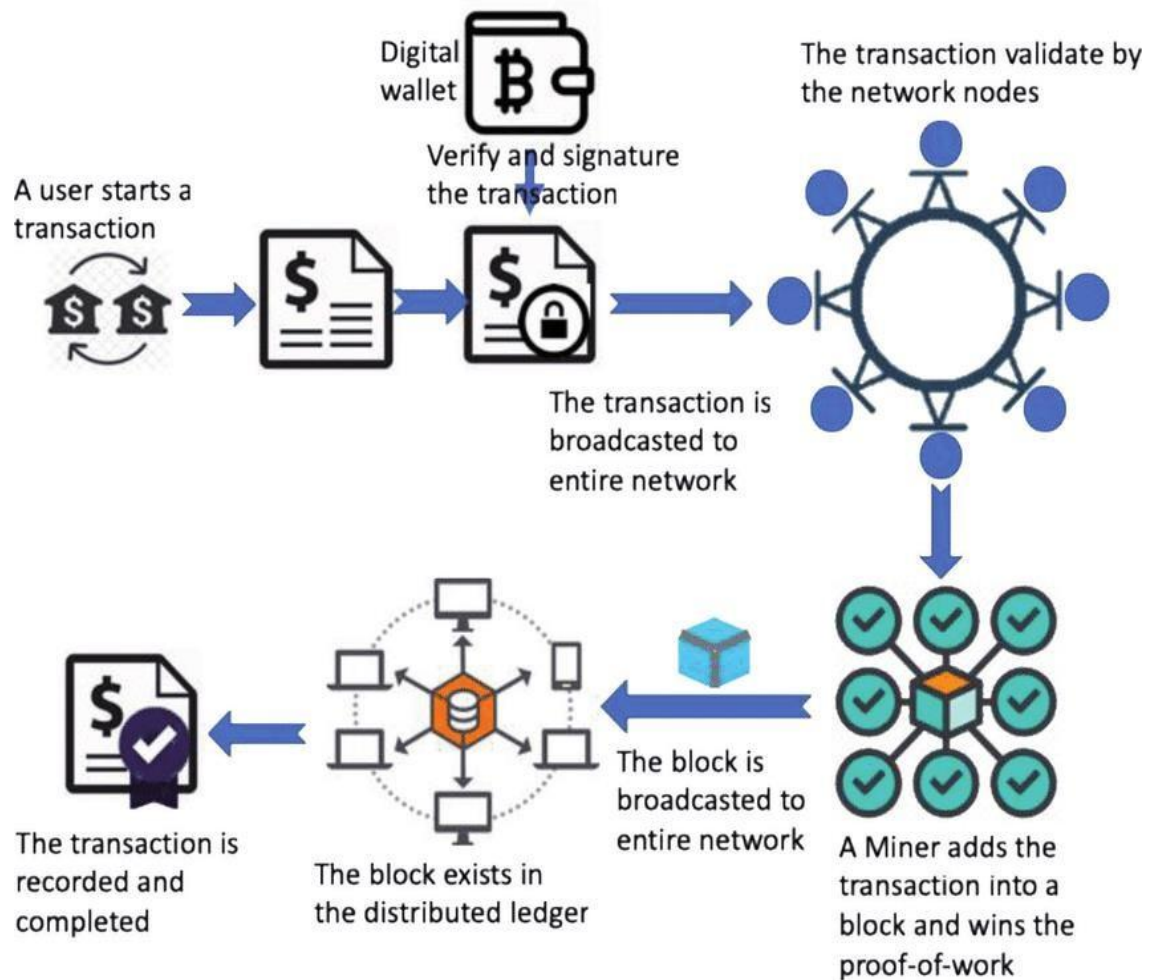 Digital
wallet
Verify and signature
the transaction
A user starts a
transaction
$ $
$
$
The transaction validate by
the network nodes
The transaction is
broadcasted to
entire network
A Miner adds the
transaction into a
block and wins the
proof-of-work
The block is
broadcasted to
entire network
The block exists in
the distributed ledger
$
The transaction is
recorded and
completed